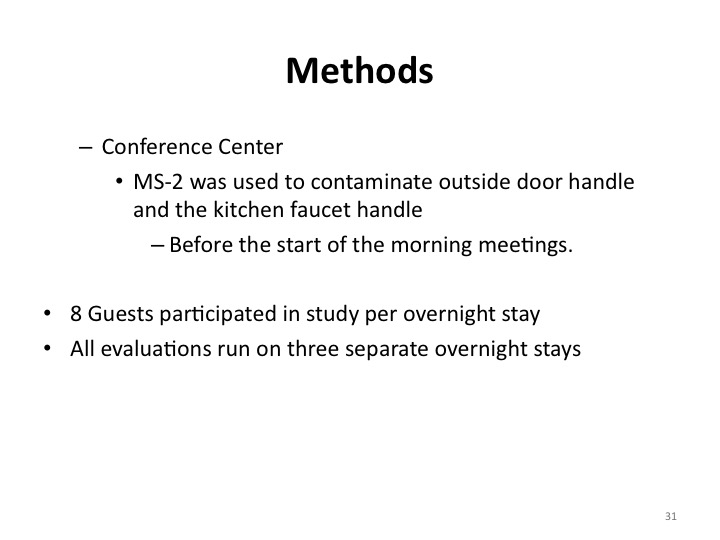 Methods
– Conference Center
• MS-2 was used to contaminate outside door handle
and the kitchen faucet handle
– Before the start of the morning meetings.
• 8 Guests participated in study per overnight stay
• All evaluations run on three separate overnight stays
31